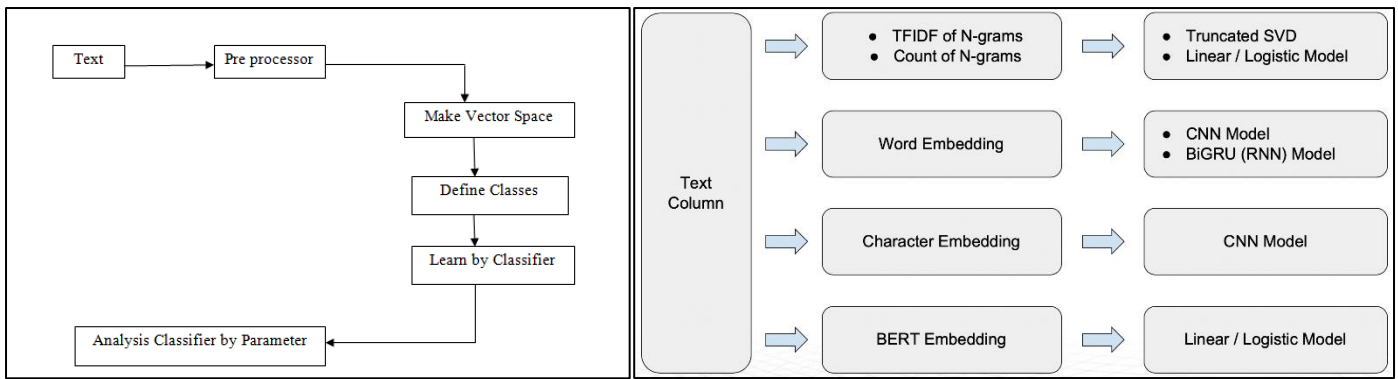 Text
Pre processor
Make Vector Space
Define Classes
Learn by Classifier
Analysis Classifier by Parameter
Text
Column
● TFIDF of N-grams
● Count of N-grams
● Truncated SVD
● Linear / Logistic Model
Word Embedding
● CNN Model
● BiGRU (RNN) Model
Character Embedding
CNN Model
BERT Embedding
Linear / Logistic Model